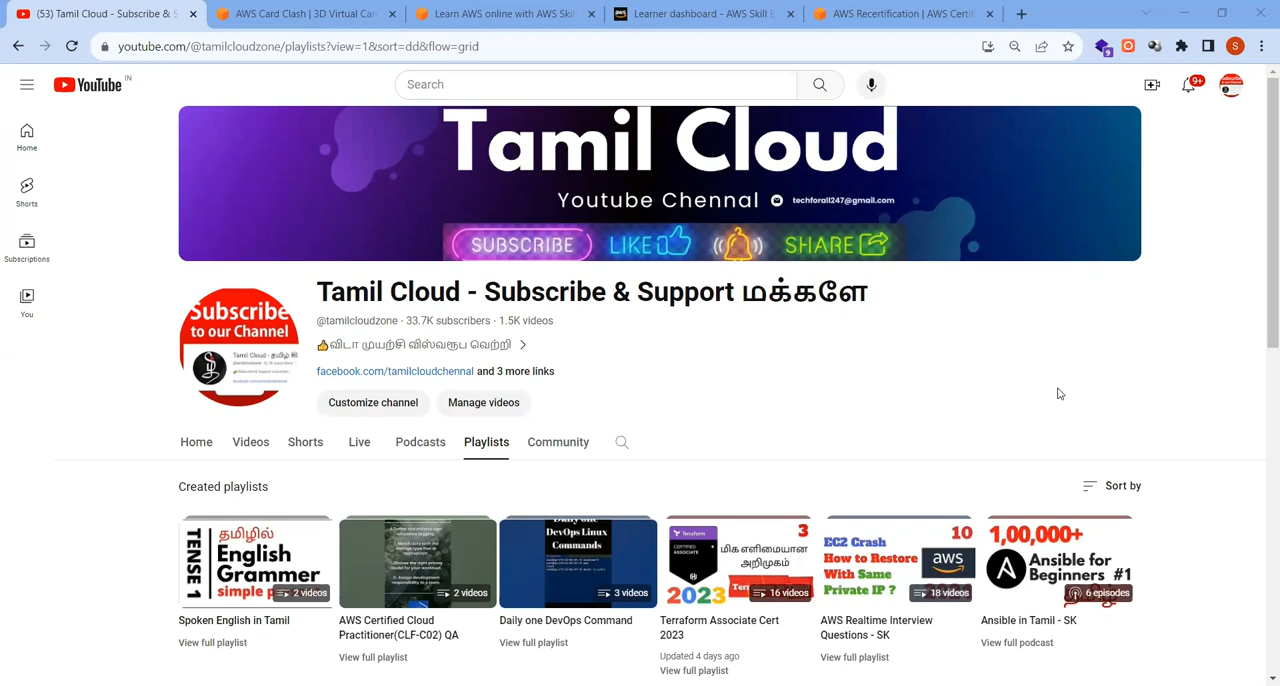 (53) Tamil Cloud - Subscribe & S
AWS Card Clash | 3D Virtual Car
Learn AWS online with AWS Skil
Learner dashboard - AWS Skill B
AWS Recertification | AWS Certi
youtube.com/@tamilcloudzone/playlists?view=1&sort=dd&flow=grid
9
S
YouTube IN
Search
9+
Home
Shorts
Subscriptions
You
Tamil Cloud
Youtube Chennal
techforall247@gmail.com
SUBSCRIBE LIKE SHARE
Subscribe
to our Channel
Tamil Cloud - Subscribe & Support மக்களே
@tamilcloudzone · 33.7K subscribers · 1.5K videos
விடா முயற்சி விஸ்வரூப வெற்றி
facebook.com/tamilcloudchennal and 3 more links
Customize channel
Manage videos
Home
Videos
Shorts
Live
Podcasts
Playlists
Community
Created playlists
Sort by
TENSE 1
தமிழில்
English
Grammer
simple
2 videos
Spoken English in Tamil
View full playlist
2 videos
AWS Certified Cloud
Practitioner(CLF-C02) QA
View full playlist
Daily one
DevOps Linux
Commands
3 videos
Daily one DevOps Command
View full playlist
Terraform
CERTIFIED
ASSOCIATE
3
மிக எளிமையான
அறிமுகம்
2023
16 videos
Terraform Associate Cert
2023
Updated 4 days ago
View full playlist
10
EC2 Crash
How to Restore
With Same
Private IP ?
aws
18 videos
AWS Realtime Interview
Questions - SK
View full playlist
1,00,000+
Ansible for
Beginners #1
6 episodes
Ansible in Tamil - SK
View full podcast